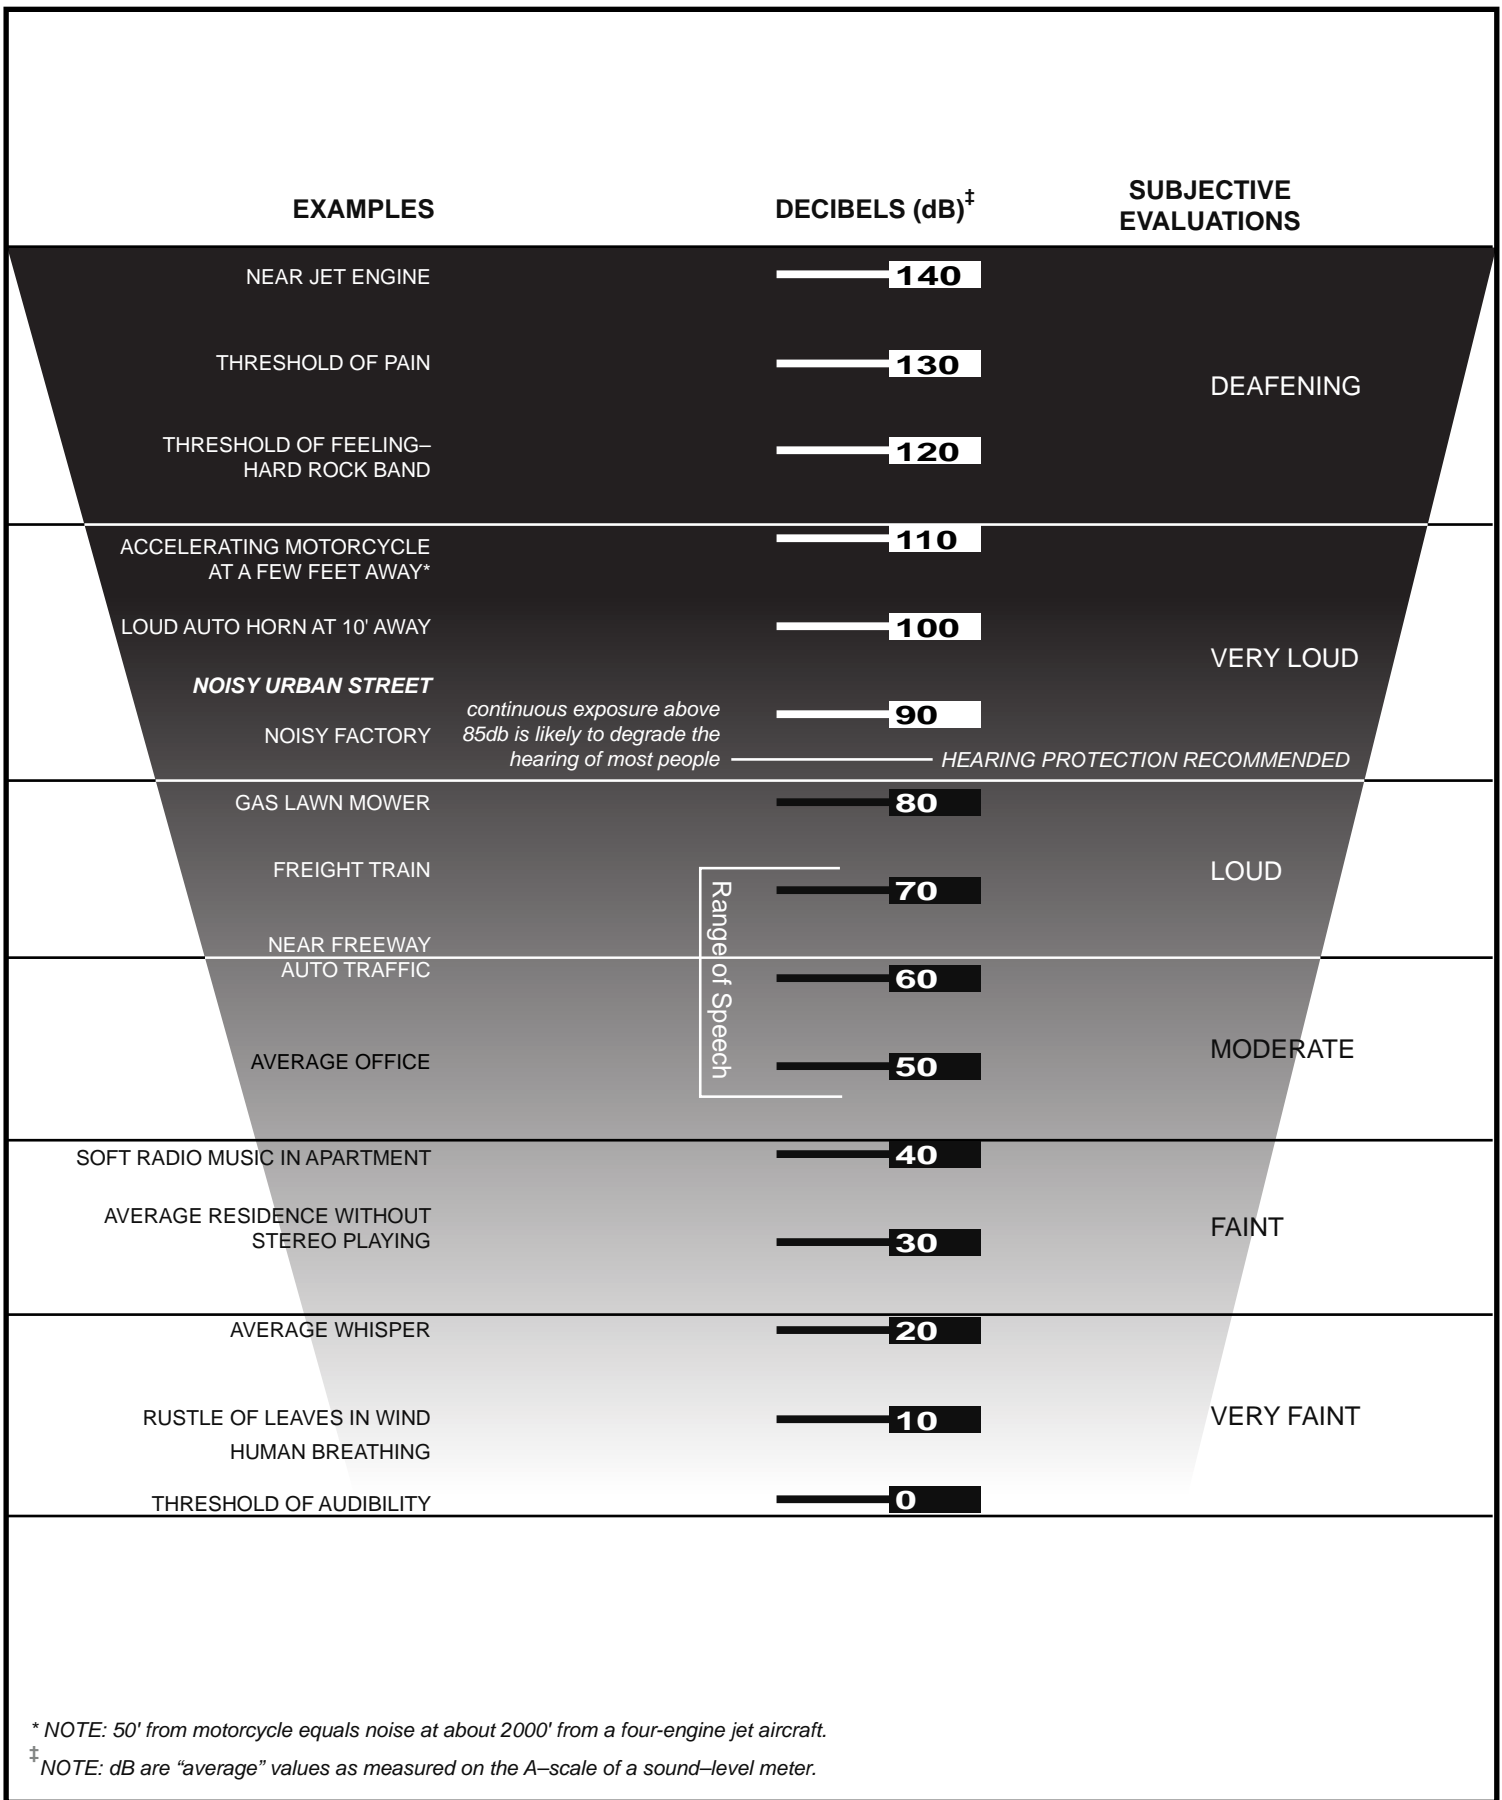 EXAMPLES
DECIBELS (dB)‡
SUBJECTIVE
EVALUATIONS
NEAR JET ENGINE
140
THRESHOLD OF PAIN
130
DEAFENING
THRESHOLD OF FEELING–
HARD ROCK BAND
120
ACCELERATING MOTORCYCLE
AT A FEW FEET AWAY*
110
LOUD AUTO HORN AT 10' AWAY
100
VERY LOUD
NOISY URBAN STREET
NOISY FACTORY
continuous exposure above
85db is likely to degrade the
hearing of most people
90
HEARING PROTECTION RECOMMENDED
GAS LAWN MOWER
80
FREIGHT TRAIN
70
LOUD
Range of Speech
NEAR FREEWAY
AUTO TRAFFIC
60
AVERAGE OFFICE
50
MODERATE
SOFT RADIO MUSIC IN APARTMENT
40
AVERAGE RESIDENCE WITHOUT
STEREO PLAYING
30
FAINT
AVERAGE WHISPER
20
RUSTLE OF LEAVES IN WIND
10
VERY FAINT
HUMAN BREATHING
THRESHOLD OF AUDIBILITY
0
* NOTE: 50' from motorcycle equals noise at about 2000' from a four-engine jet aircraft.
‡ NOTE: dB are “average” values as measured on the A–scale of a sound–level meter.